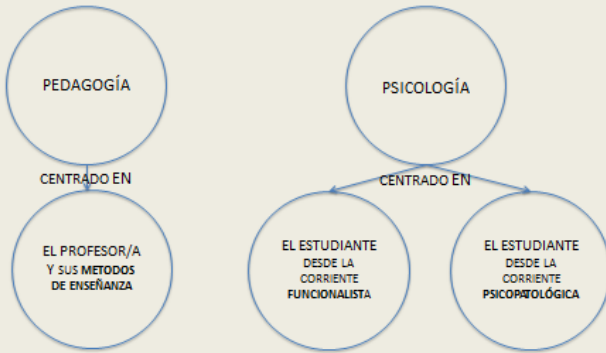 PEDAGOGÍA
CENTRADO EN
EL PROFESOR/A
Y SUS METODOS
DE ENSEÑANZA
PSICOLOGÍA
CENTRADO EN
EL ESTUDIANTE
DESDE LA
CORRIENTE
FUNCIONALISTA
EL ESTUDIANTE
DESDE LA
CORRIENTE
PSICOPATOLÓGICA